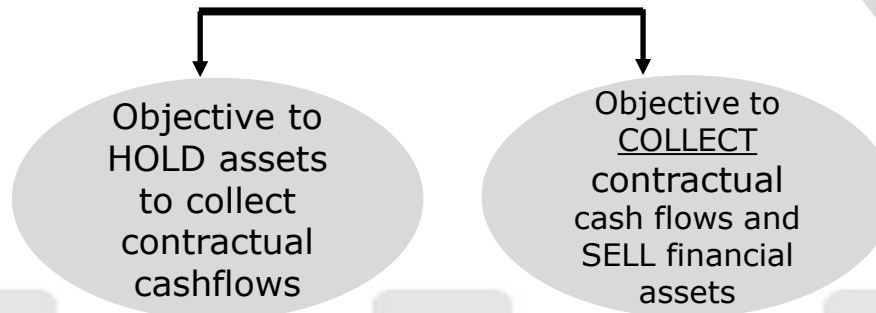 Objective to
HOLD assets
to collect
contractual
cashflows
Objective to
COLLECT
contractual
cash flows and
SELL financial
assets